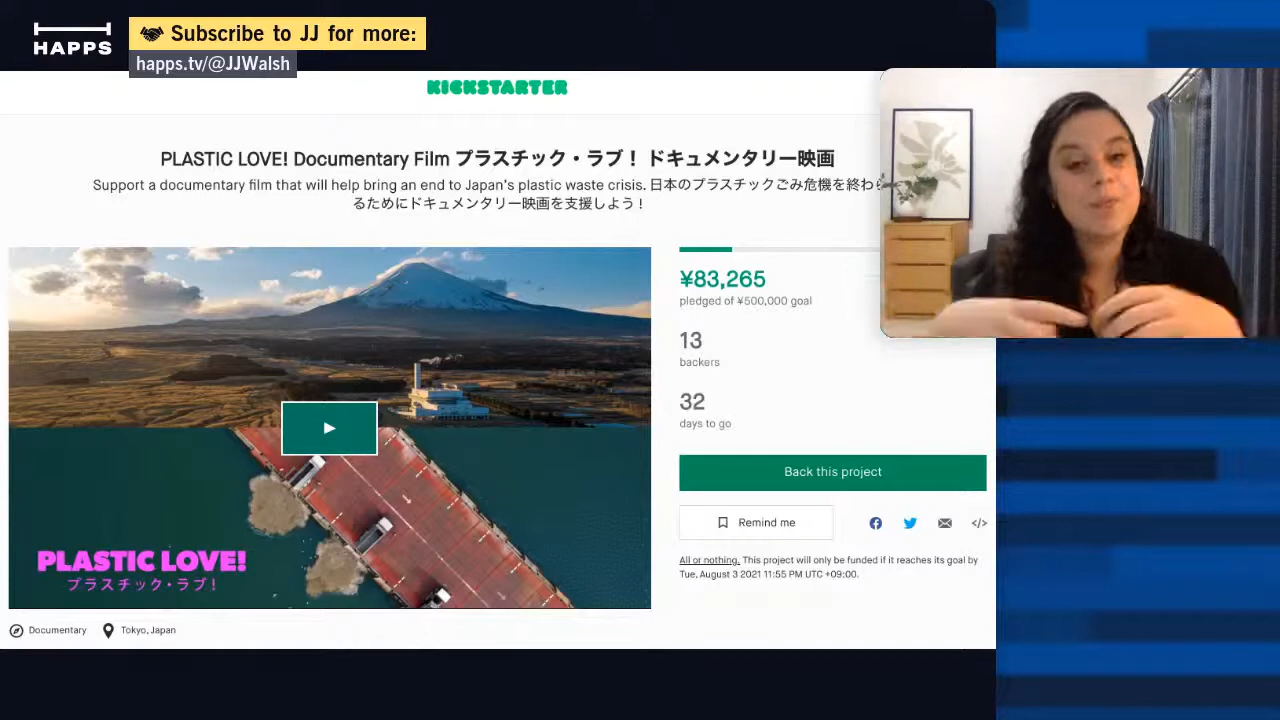 HAPPS
Subscribe to JJ for more:
happs.tv/@JJWalsh
KICKSTARTER
PLASTIC LOVE! Documentary Film プラスチック・ラブ！ ドキュメンタリー映画
Support a documentary film that will help bring an end to Japan's plastic waste crisis. 日本のプラスチックごみ危機を終わら
るためにドキュメンタリー映画を支援しよう！
¥83,265
pledged of ¥500,000 goal
13
backers
32
days to go
Back this project
Remind me
All or nothing. This project will only be funded if it reaches its goal by
Tue, August 3 2021 11:55 PM UTC +09:00.
PLASTIC LOVE!
プラスチック・ラブ！
Documentary
Tokyo, Japan